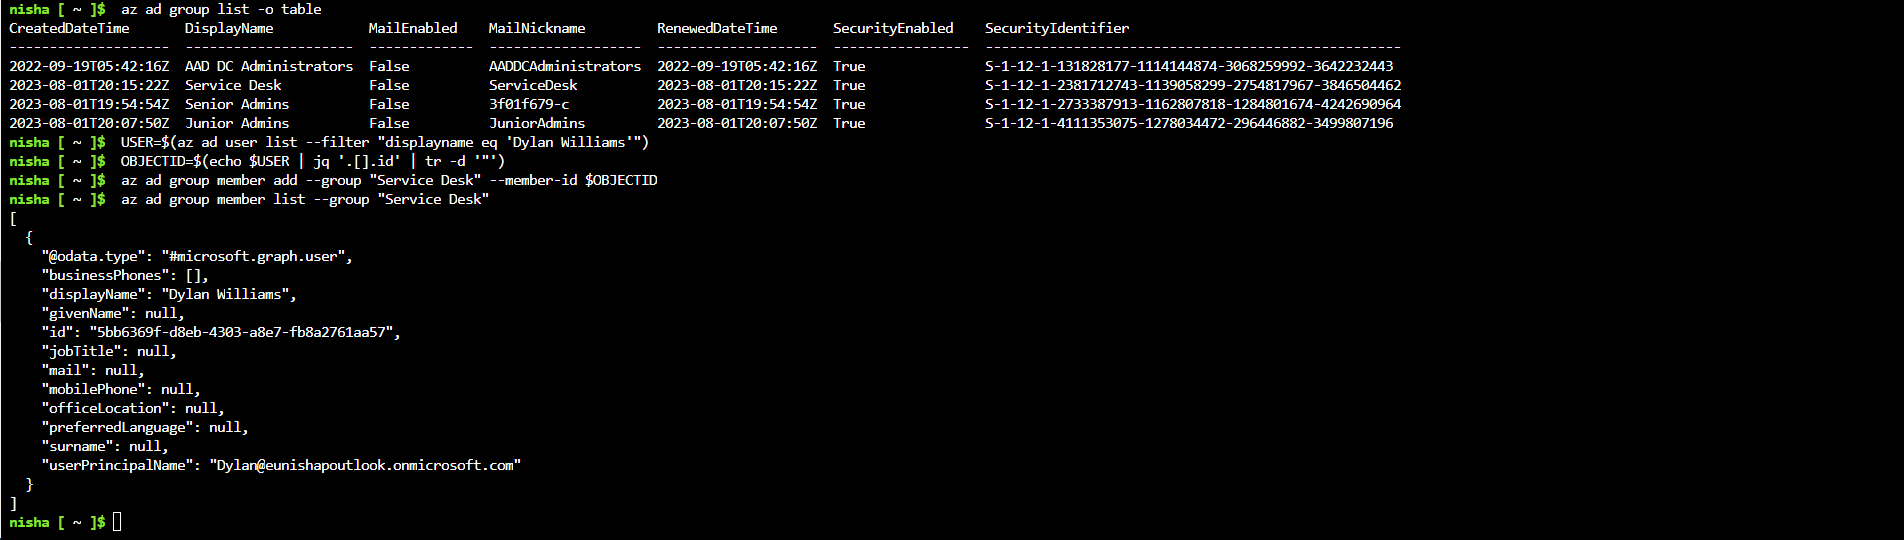 nisha [ ~ ]$  az ad group list -o table
CreatedDateTime       DisplayName           MailEnabled    MailNickname         RenewedDateTime       SecurityEnabled    SecurityIdentifier
--------------------  --------------------  -------------  -------------------  --------------------  -----------------  ----------------------------------------------------
2022-09-19T05:42:16Z  AAD DC Administrators  False          AADDCAdministrators  2022-09-19T05:42:16Z  True               S-1-12-1-131828177-1114144874-3068259992-3642232443
2023-08-01T20:15:22Z  Service Desk           False          ServiceDesk          2023-08-01T20:15:22Z  True               S-1-12-1-2381712743-1139058299-2754817967-3846504462
2023-08-01T19:54:54Z  Senior Admins          False          3f01f679-c           2023-08-01T19:54:54Z  True               S-1-12-1-2733387913-1162807818-1284801674-4242690964
2023-08-01T20:07:50Z  Junior Admins          False          JuniorAdmins         2023-08-01T20:07:50Z  True               S-1-12-1-4111353075-1278034472-296446882-3499807196
nisha [ ~ ]$  USER=$(az ad user list --filter "displayname eq 'Dylan Williams'")
nisha [ ~ ]$  OBJECTID=$(echo $USER | jq '.[].id' | tr -d '"')
nisha [ ~ ]$  az ad group member add --group "Service Desk" --member-id $OBJECTID
nisha [ ~ ]$  az ad group member list --group "Service Desk"
[
  {
    "@odata.type": "#microsoft.graph.user",
    "businessPhones": [],
    "displayName": "Dylan Williams",
    "givenName": null,
    "id": "5bb6369f-d8eb-4303-a8e7-fb8a2761aa57",
    "jobTitle": null,
    "mail": null,
    "mobilePhone": null,
    "officeLocation": null,
    "preferredLanguage": null,
    "surname": null,
    "userPrincipalName": "Dylan@eunishapoutlook.onmicrosoft.com"
  }
]
nisha [ ~ ]$